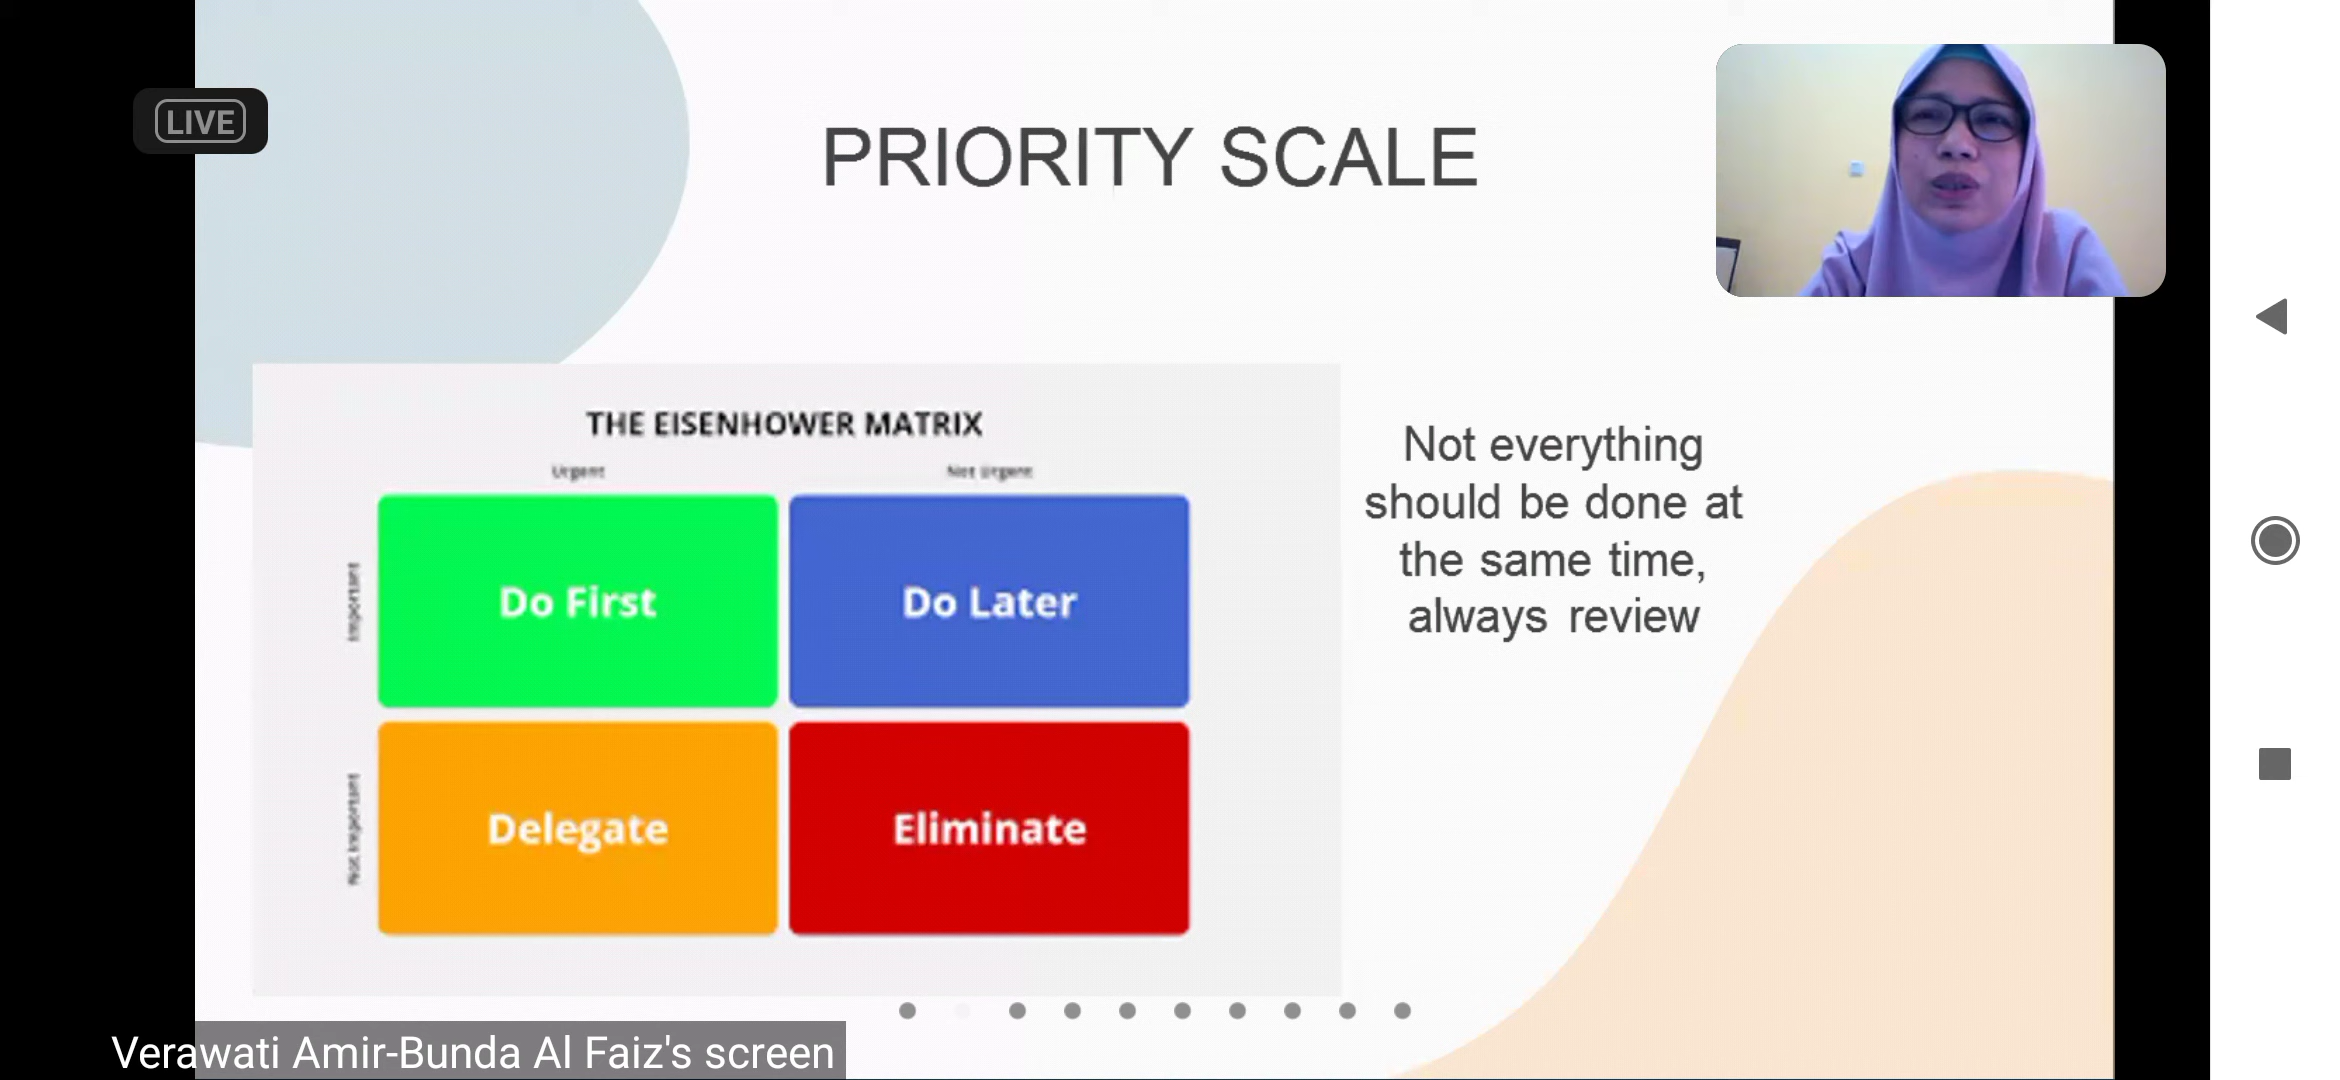 LIVE
PRIORITY SCALE
THE EISENHOWER MATRIX
Urgent
Not Urgent
Important
Do First
Do Later
Not Important
Delegate
Eliminate
Not everything
should be done at
the same time,
always review
Verawati Amir-Bunda Al Faiz's screen